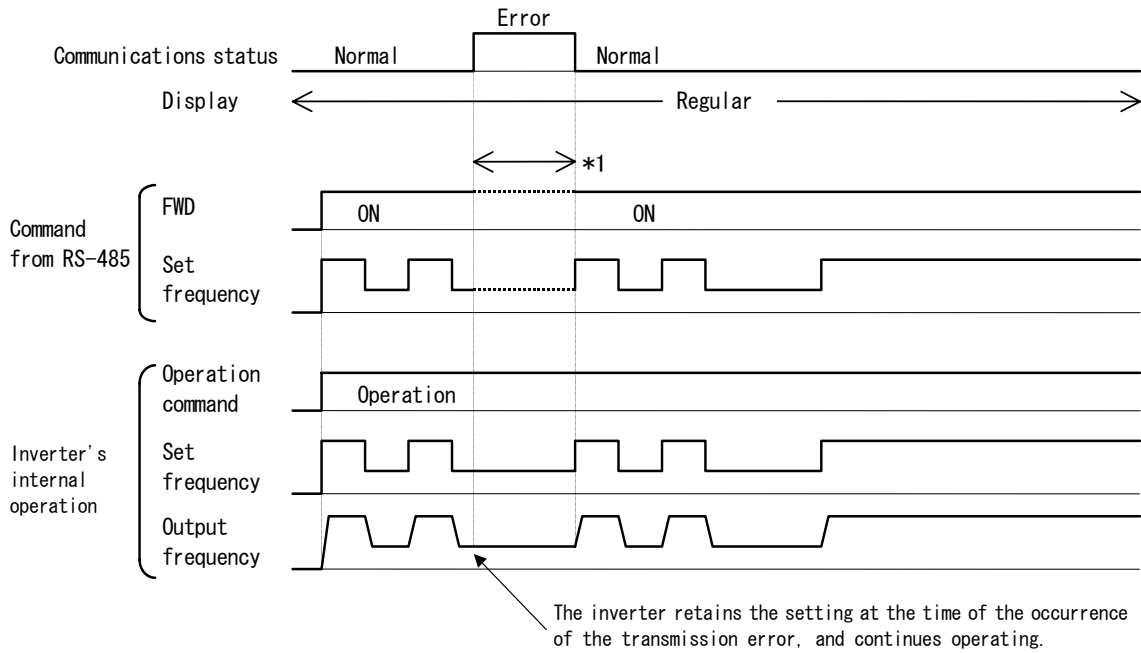 Error
Communications status
Normal
Normal
Display
Regular
*1
Command
from RS-485
FWD
ON
ON
Set
frequency
Inverter's
internal
operation
Operation
command
Operation
Set
frequency
Output
frequency
The inverter retains the setting at the time of the occurrence
of the transmission error, and continues operating.